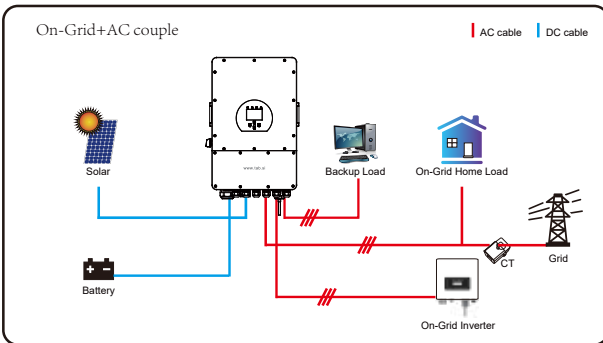 On-Grid+AC couple
AC cable
DC cable
Solar
Backup Load
On-Grid Home Load
Battery
CT
Grid
On-Grid Inverter